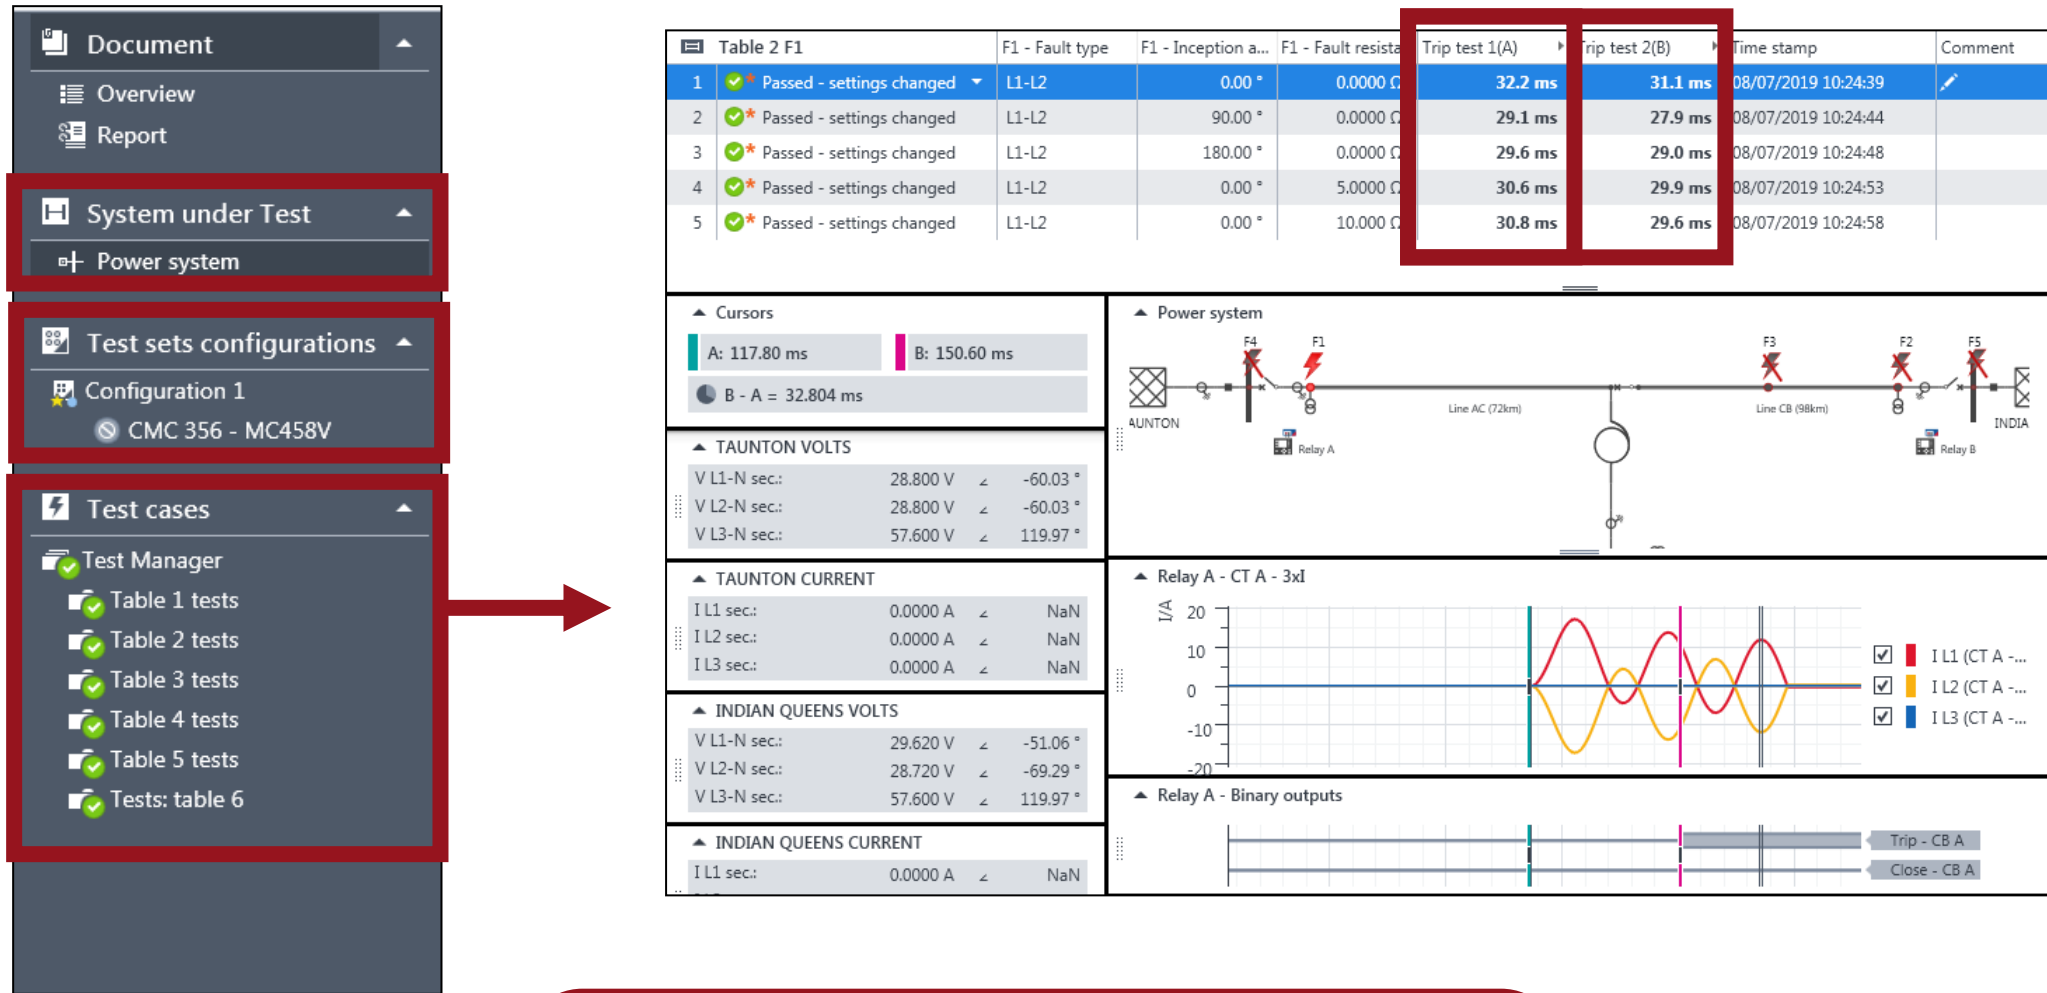 Document
Overview
Report
System under Test
Power system
Test sets configurations
Configuration 1
CMC 356 - MC458V
Test cases
Test Manager
Table 1 tests
Table 2 tests
Table 3 tests
Table 4 tests
Table 5 tests
Tests: table 6
Table 2 F1 F1 - Fault type F1 - Inception a... F1 - Fault resista Trip test 1(A) Trip test 2(B) Time stamp Comment
1 * Passed - settings changed L1-L2 0.00 ° 0.0000 Ω 32.2 ms 31.1 ms 08/07/2019 10:24:39
2 * Passed - settings changed L1-L2 90.00 ° 0.0000 Ω 29.1 ms 27.9 ms 08/07/2019 10:24:44
3 * Passed - settings changed L1-L2 180.00 ° 0.0000 Ω 29.6 ms 29.0 ms 08/07/2019 10:24:48
4 * Passed - settings changed L1-L2 0.00 ° 5.0000 Ω 30.6 ms 29.9 ms 08/07/2019 10:24:53
5 * Passed - settings changed L1-L2 0.00 ° 10.000 Ω 30.8 ms 29.6 ms 08/07/2019 10:24:58
Cursors
A: 117.80 ms B: 150.60 ms
B - A = 32.804 ms
TAUNTON VOLTS
V L1-N sec.: 28.800 V ∠ -60.03 °
V L2-N sec.: 28.800 V ∠ -60.03 °
V L3-N sec.: 57.600 V ∠ 119.97 °
TAUNTON CURRENT
I L1 sec.: 0.0000 A ∠ NaN
I L2 sec.: 0.0000 A ∠ NaN
I L3 sec.: 0.0000 A ∠ NaN
INDIAN QUEENS VOLTS
V L1-N sec.: 29.620 V ∠ -51.06 °
V L2-N sec.: 28.720 V ∠ -69.29 °
V L3-N sec.: 57.600 V ∠ 119.97 °
INDIAN QUEENS CURRENT
I L1 sec.: 0.0000 A ∠ NaN
Power system
F4 F1 F3 F2 F5
Line AC (72km) Line CB (98km)
AUNTON INDIA
Relay A Relay B
Relay A - CT A - 3xI
I/A
20
10
0
-10
-20
I L1 (CT A -...
I L2 (CT A -...
I L3 (CT A -...
Relay A - Binary outputs
Trip - CB A
Close - CB A